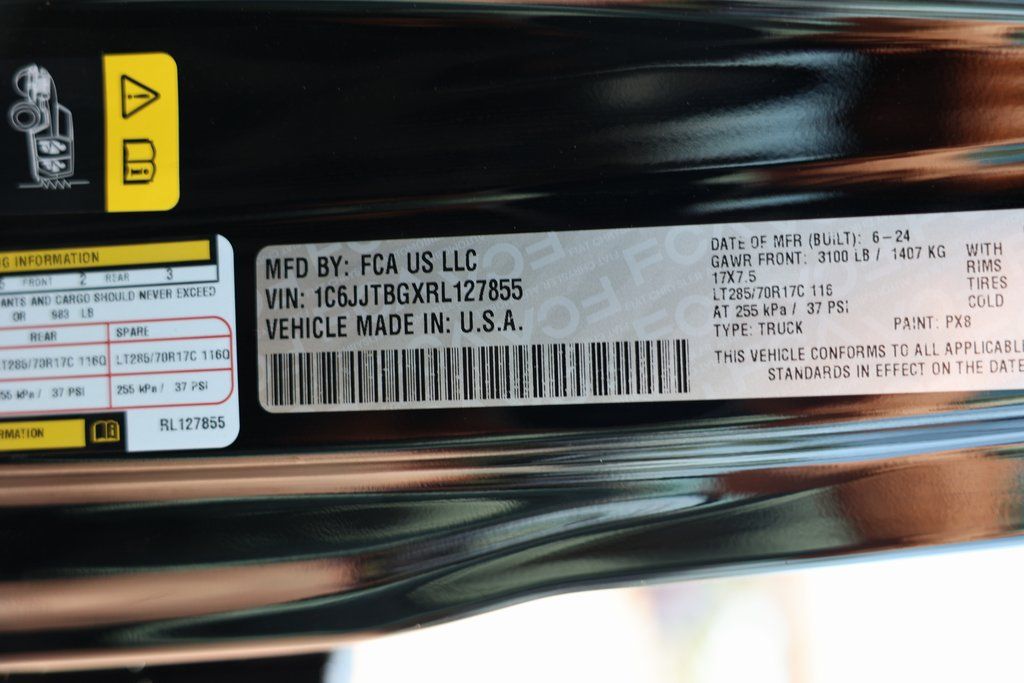 G INFORMATION
5 FRONT 2 REAR 3
ANTS AND CARGO SHOULD NEVER EXCEED
OR 983 LB
REAR SPARE
LT285/70R17C 116Q LT285/70R17C 116Q
255 kPa / 37 PSI 255 kPa / 37 PSI
RMATION
RL127855
MFD BY: FCA US LLC
VIN: 1C6JJTBGXRL127855
VEHICLE MADE IN: U.S.A.
DATE OF MFR (BUILT): 6-24
GAWR FRONT: 3100 LB / 1407 KG
17X7.5
LT285/70R17C 116
AT 255 kPa / 37 PSI
TYPE: TRUCK PAINT: PX8
WITH
RIMS
TIRES
COLD
THIS VEHICLE CONFORMS TO ALL APPLICABLE
STANDARDS IN EFFECT ON THE DATE